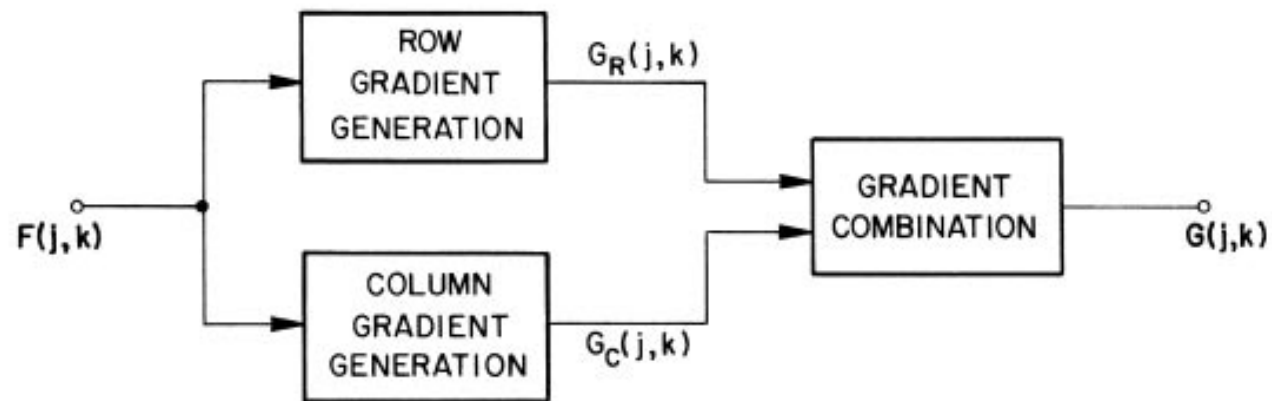 ROW
GRADIENT
GENERATION
G_R(j,k)
F(j,k)
GRADIENT
COMBINATION
G(j,k)
COLUMN
GRADIENT
GENERATION
G_C(j,k)